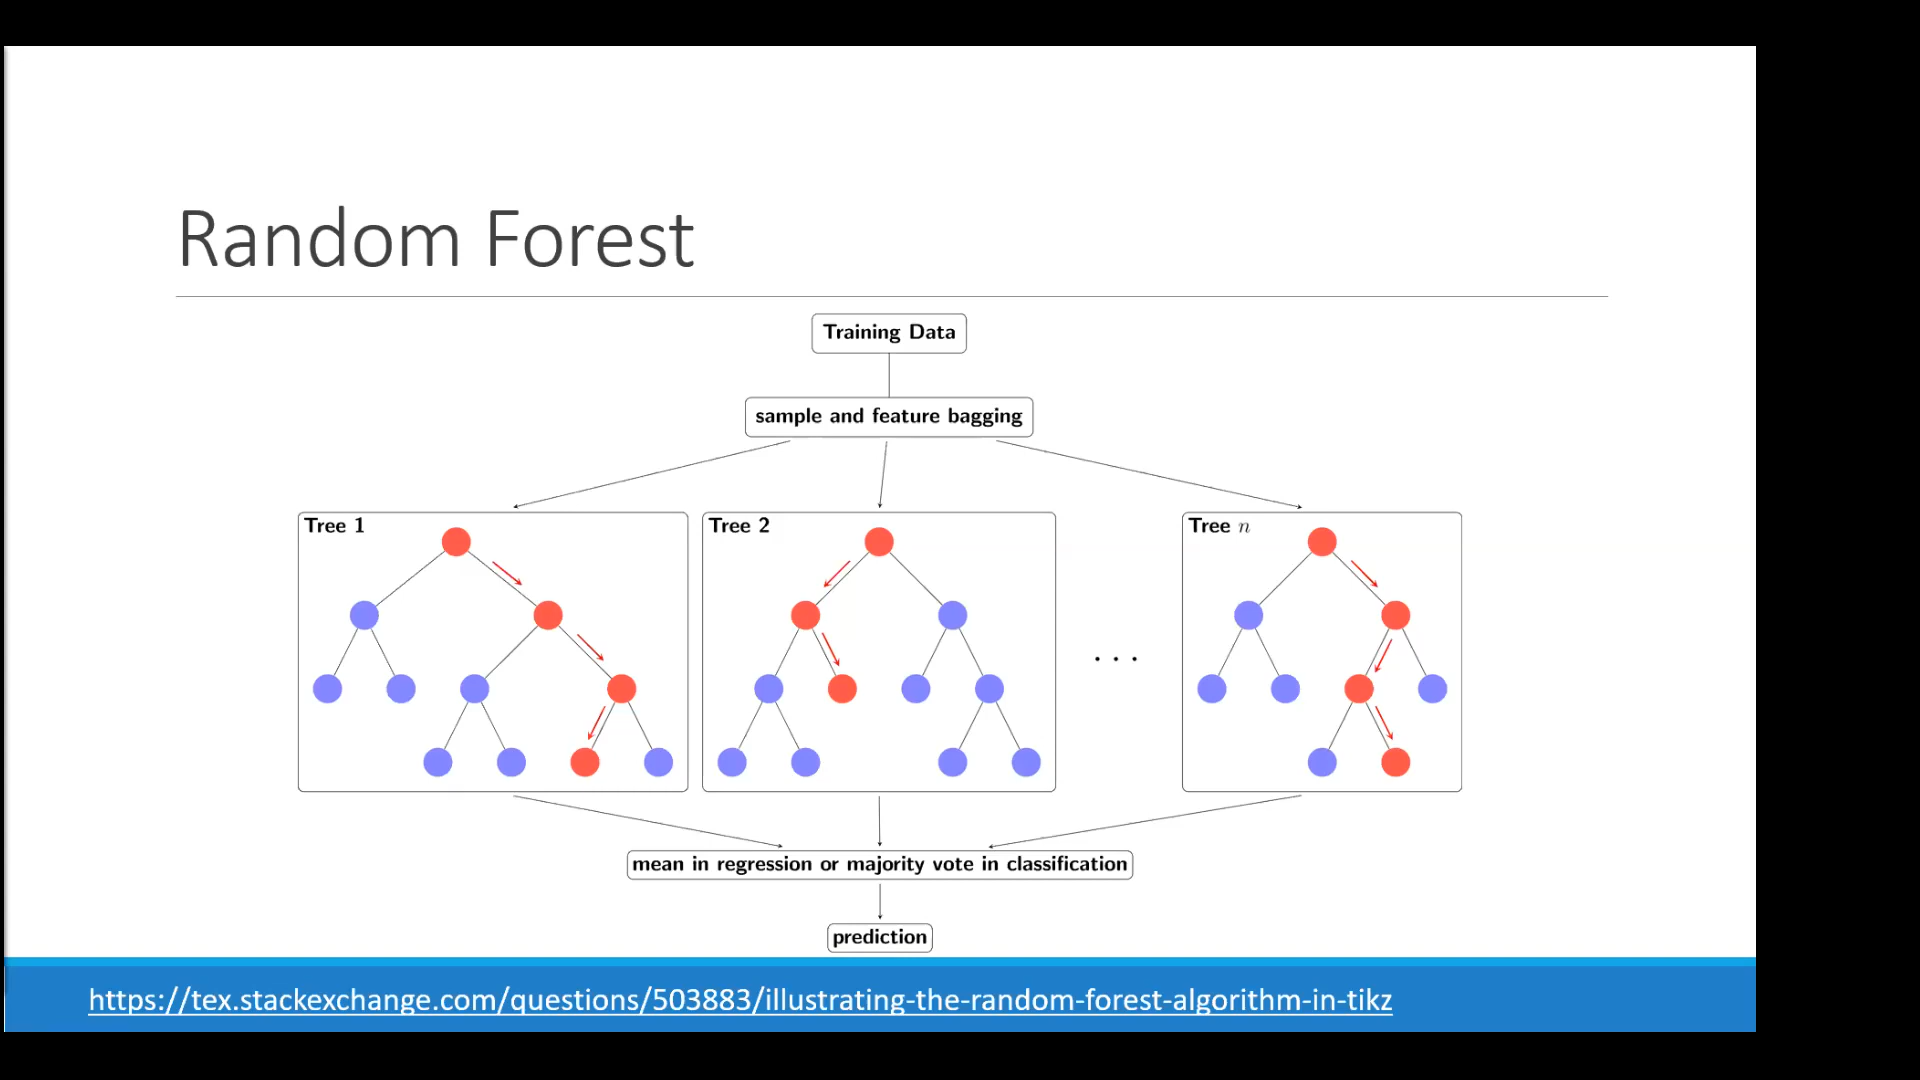 Random Forest
Training Data
sample and feature bagging
Tree 1
Tree 2
. . .
Tree n
mean in regression or majority vote in classification
prediction
https://tex.stackexchange.com/questions/503883/illustrating-the-random-forest-algorithm-in-tikz